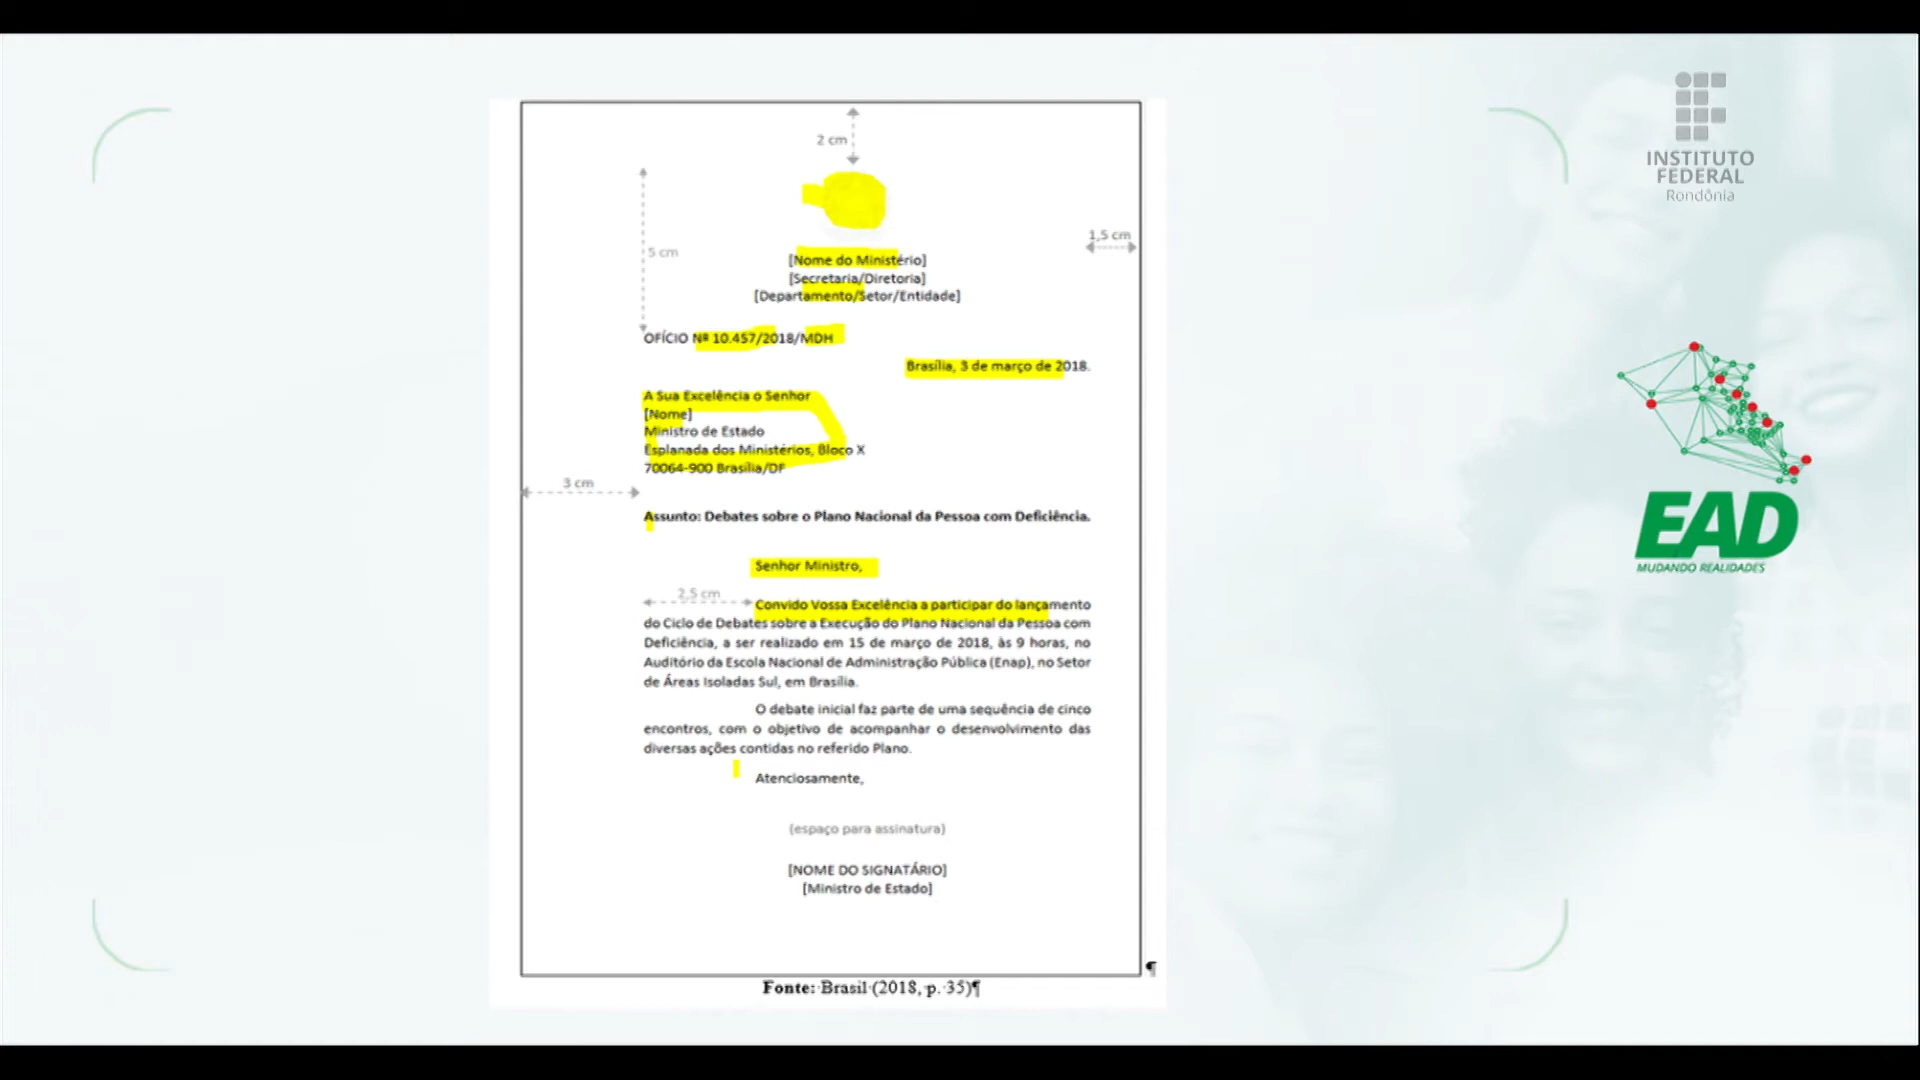 2 cm
5 cm
1,5 cm
[Nome do Ministério]
[Secretaria/Diretoria]
[Departamento/Setor/Entidade]
OFÍCIO Nº 10.457/2018/MDH
Brasília, 3 de março de 2018.
A Sua Excelência o Senhor
[Nome]
Ministro de Estado
Esplanada dos Ministérios, Bloco X
70064-900 Brasília/DF
3 cm
Assunto: Debates sobre o Plano Nacional da Pessoa com Deficiência.
Senhor Ministro,
2,5 cm
Convido Vossa Excelência a participar do lançamento
do Ciclo de Debates sobre a Execução do Plano Nacional da Pessoa com
Deficiência, a ser realizado em 15 de março de 2018, às 9 horas, no
Auditório da Escola Nacional de Administração Pública (Enap), no Setor
de Áreas Isoladas Sul, em Brasília.
O debate inicial faz parte de uma sequência de cinco
encontros, com o objetivo de acompanhar o desenvolvimento das
diversas ações contidas no referido Plano.
Atenciosamente,
(espaço para assinatura)
[NOME DO SIGNATÁRIO]
[Ministro de Estado]
¶
Fonte: Brasil (2018, p. 35)¶
INSTITUTO
FEDERAL
Rondônia
EAD
MUDANDO REALIDADES